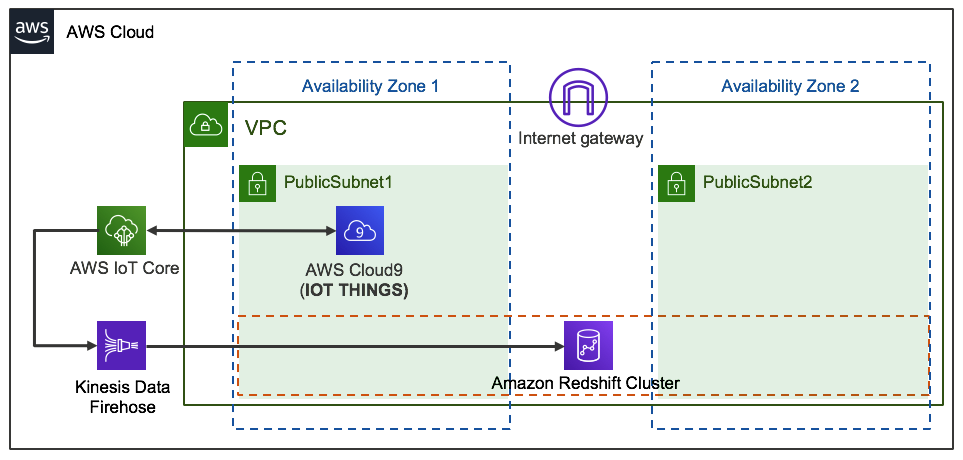 aws
AWS Cloud
Availability Zone 1
Availability Zone 2
VPC
Internet gateway
PublicSubnet1
PublicSubnet2
9
AWS IoT Core
AWS Cloud9
(IOT THINGS)
Kinesis Data
Firehose
Amazon Redshift Cluster